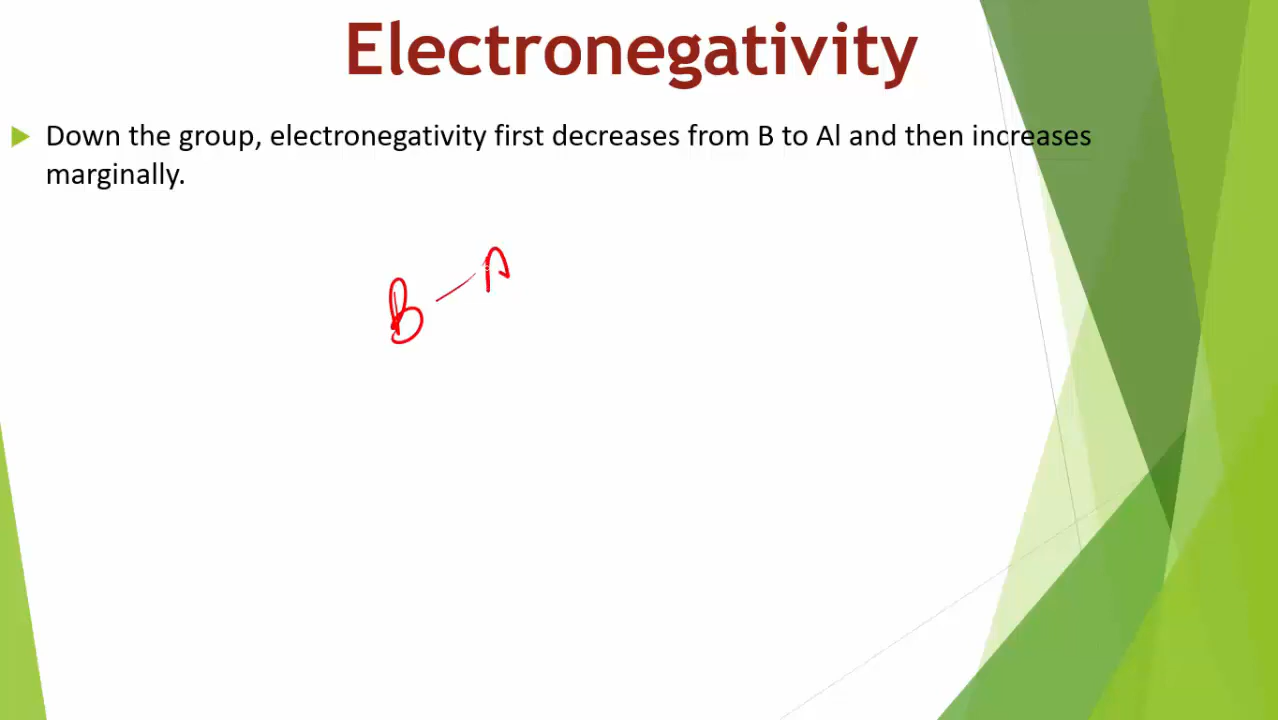 Electronegativity
Down the group, electronegativity first decreases from B to Al and then increases
marginally.
B – A